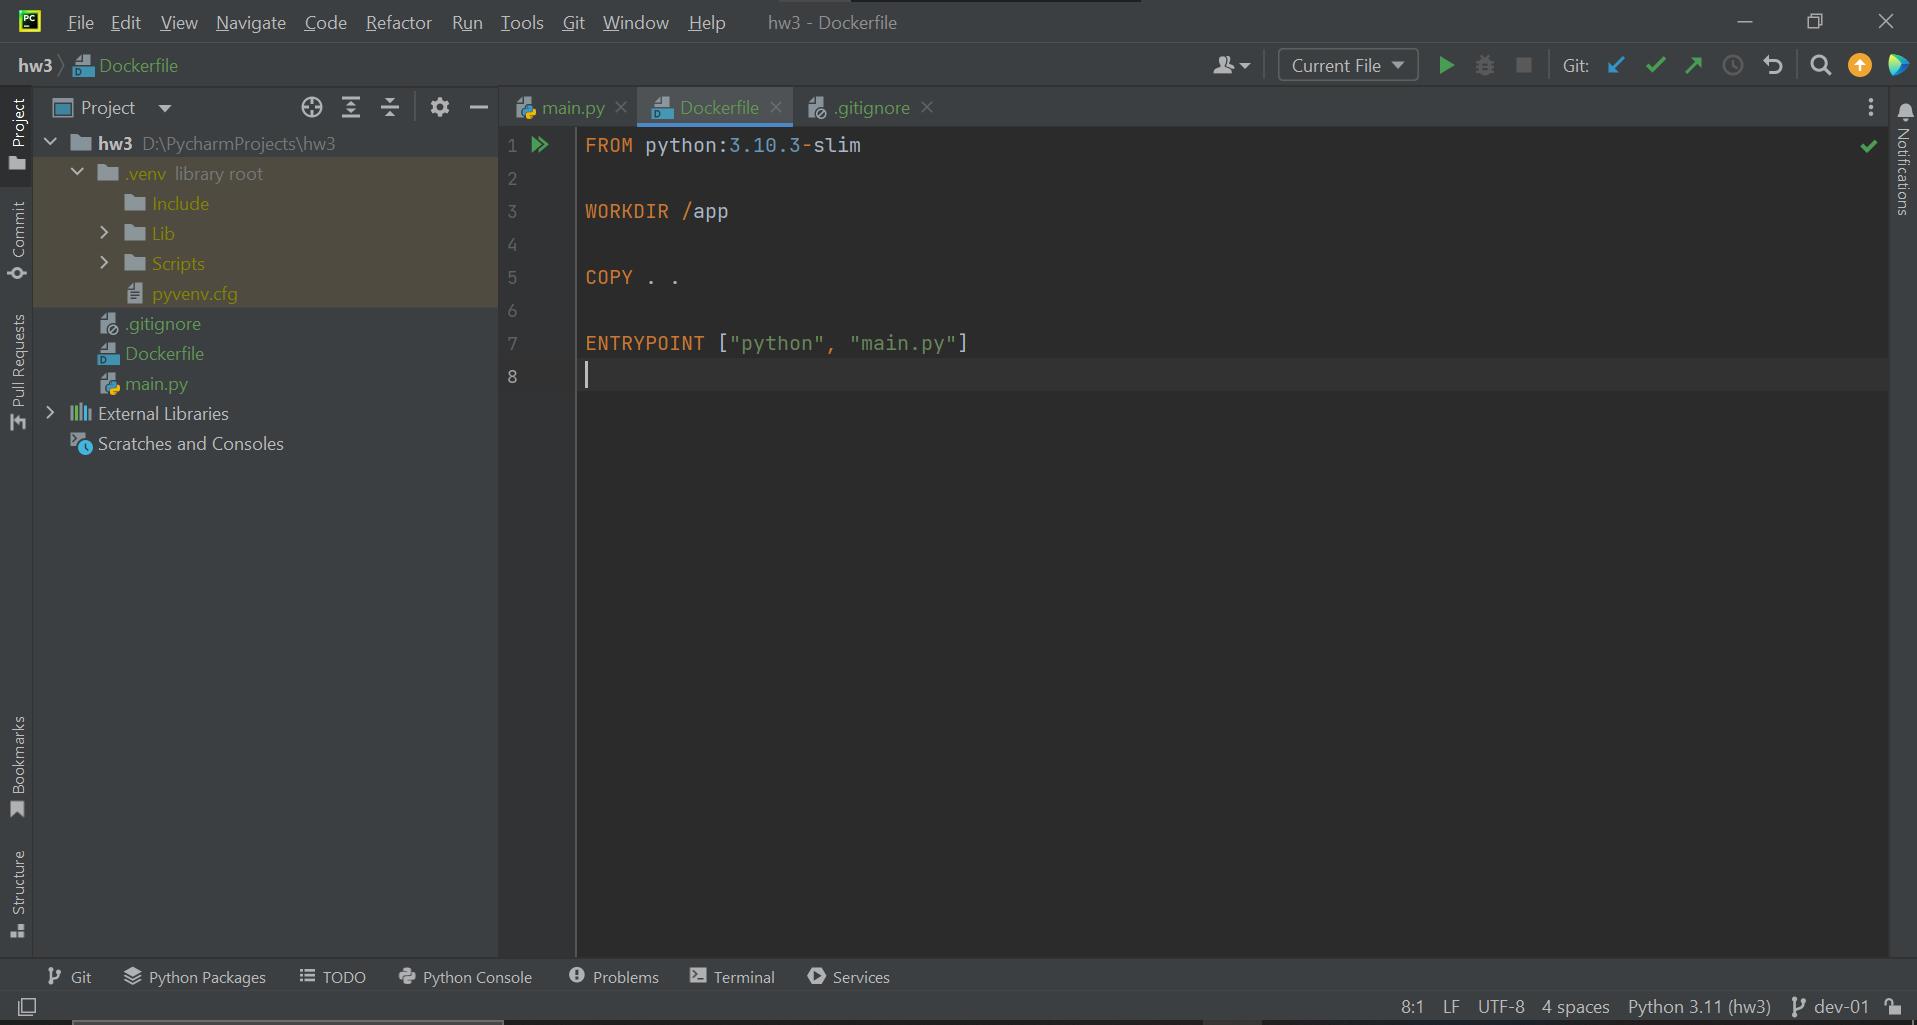 PC
File Edit View Navigate Code Refactor Run Tools Git Window Help hw3 - Dockerfile
hw3 Dockerfile
Current File
Git:
Project
main.py
Dockerfile
.gitignore
hw3 D:\PycharmProjects\hw3
.venv library root
Include
Lib
Scripts
pyvenv.cfg
.gitignore
Dockerfile
main.py
External Libraries
Scratches and Consoles
1 FROM python:3.10.3-slim
2
3 WORKDIR /app
4
5 COPY . .
6
7 ENTRYPOINT ["python", "main.py"]
8
Project
Commit
Pull Requests
Bookmarks
Structure
Notifications
Git Python Packages TODO Python Console Problems Terminal Services
8:1 LF UTF-8 4 spaces Python 3.11 (hw3) dev-01